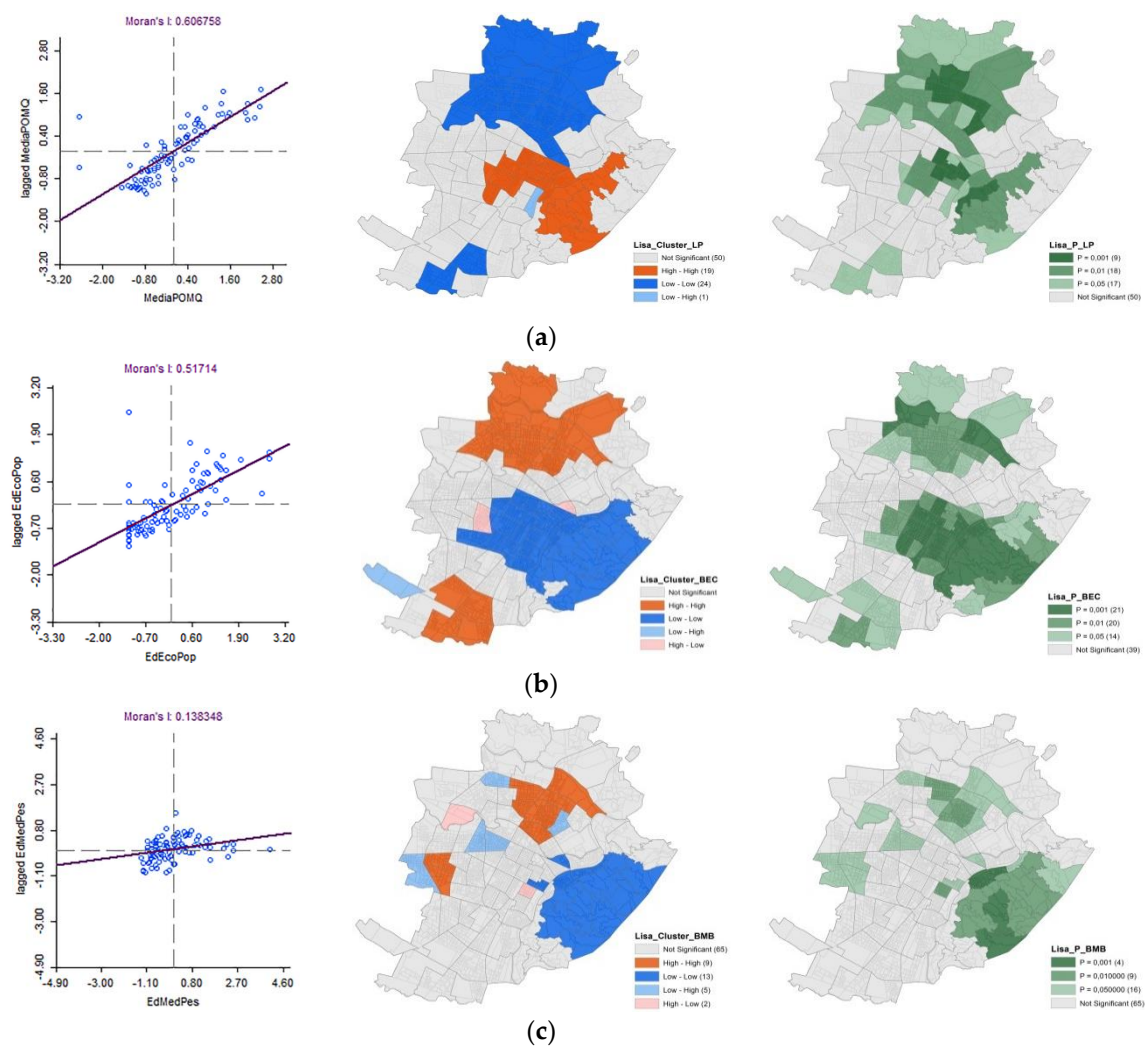 Moran's I: 0.606758
lagged MediaPOMQ
2.80
1.60
0.40
-0.80
-2.00
-3.20
-3.20
-2.00
-0.80
0.40
1.60
2.80
MediaPOMQ
Lisa_Cluster_LP
Not Significant (50)
High - High (19)
Low - Low (24)
Low - High (1)
Lisa_P_LP
P = 0,001 (9)
P = 0,01 (18)
P = 0,05 (17)
Not Significant (50)
(a)
Moran's I: 0.51714
lagged EdEcoPop
3.20
1.90
0.60
-0.70
-2.00
-3.30
-3.30
-2.00
-0.70
0.60
1.90
3.20
EdEcoPop
Lisa_Cluster_BEC
Not Significant
High - High
Low - Low
Low - High
High - Low
Lisa_P_BEC
P = 0,001 (21)
P = 0,01 (20)
P = 0,05 (14)
Not Significant (39)
(b)
Moran's I: 0.138348
lagged EdMedPes
4.60
2.70
0.80
-1.10
-3.00
-4.90
-4.90
-3.00
-1.10
0.80
2.70
4.60
EdMedPes
Lisa_Cluster_BMB
Not Significant (65)
High - High (9)
Low - Low (13)
Low - High (5)
High - Low (2)
Lisa_P_BMB
P = 0,001 (4)
P = 0,010000 (9)
P = 0,050000 (16)
Not Significant (65)
(c)